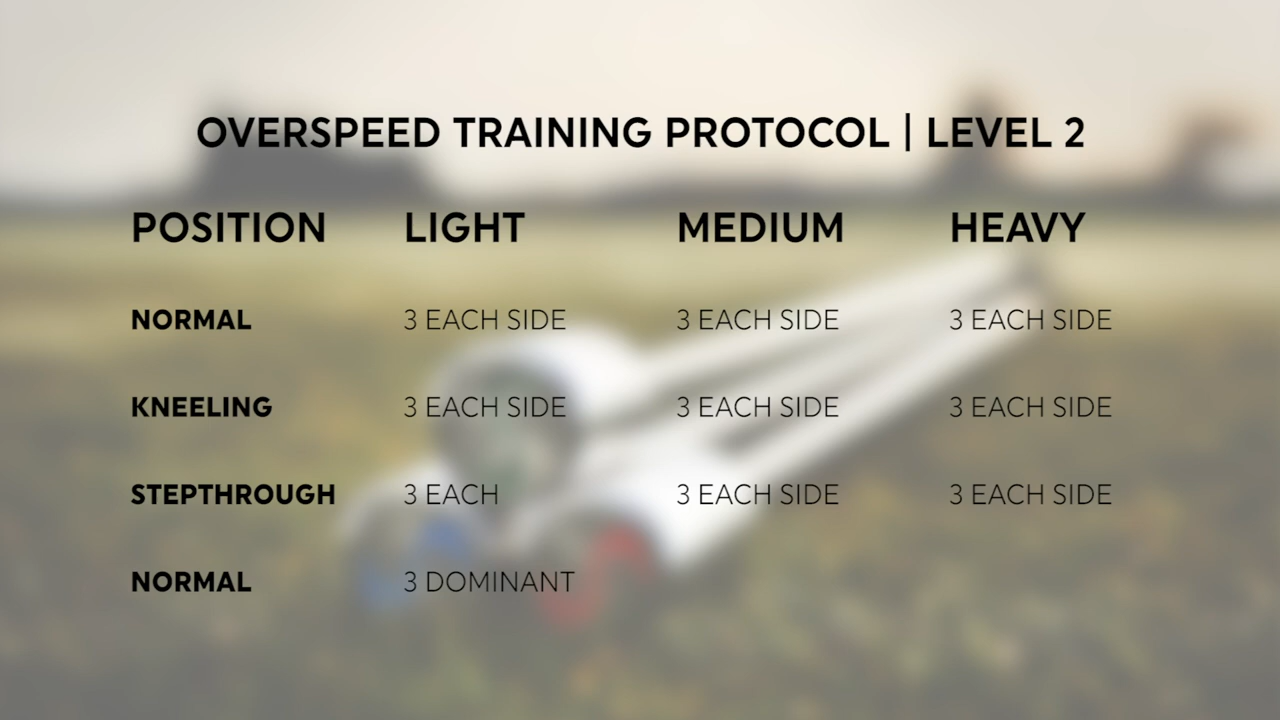 OVERSPEED TRAINING PROTOCOL | LEVEL 2
POSITION LIGHT MEDIUM HEAVY
NORMAL 3 EACH SIDE 3 EACH SIDE 3 EACH SIDE
KNEELING 3 EACH SIDE 3 EACH SIDE 3 EACH SIDE
STEPTHROUGH 3 EACH 3 EACH SIDE 3 EACH SIDE
NORMAL 3 DOMINANT